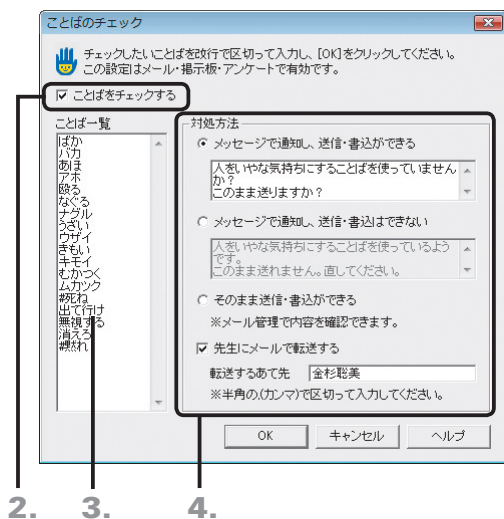 ことばのチェック
チェックしたいことばを改行で区切って入力し、[OK]をクリックしてください。
この設定はメール・掲示板・アンケートで有効です。
ことばをチェックする
ことば一覧
ばか
バカ
あほ
アホ
殴る
なぐる
ナグル
うざい
ウザイ
きもい
キモイ
むかつく
ムカツク
#死ね
出て行け
無視する
消えろ
#黙れ
対処方法
メッセージで通知し、送信・書込ができる
人をいやな気持ちにすることばを使っていません
か?
このまま送りますか?
メッセージで通知し、送信・書込はできない
人をいやな気持ちにすることばを使っているよう
です。
このまま送れません。直してください。
そのまま送信・書込ができる
※メール管理で内容を確認できます。
先生にメールで転送する
転送するあて先 金杉聡美
※半角の,(カンマ)で区切って入力してください。
OK キャンセル ヘルプ
2. 3. 4.